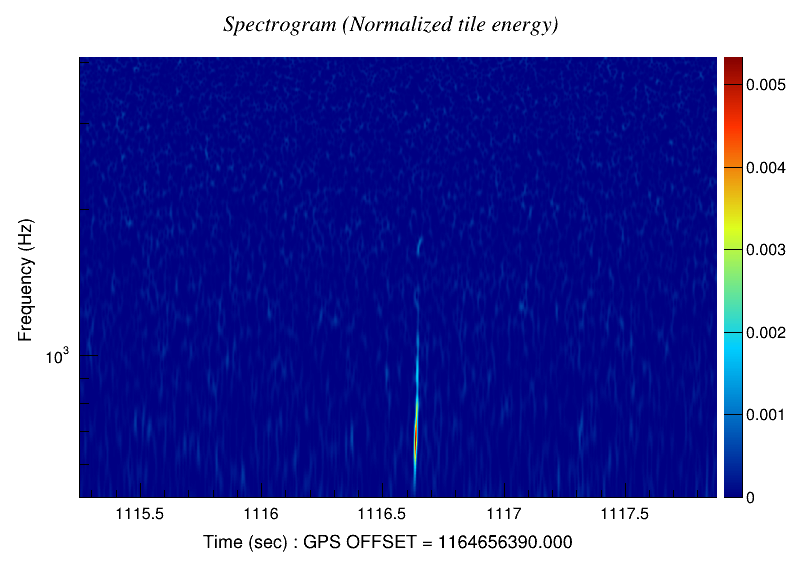 Spectrogram (Normalized tile energy)
0.005
0.004
0.003
0.002
0.001
0
Frequency (Hz)
10³
1115.5 1116 1116.5 1117 1117.5
Time (sec) : GPS OFFSET = 1164656390.000